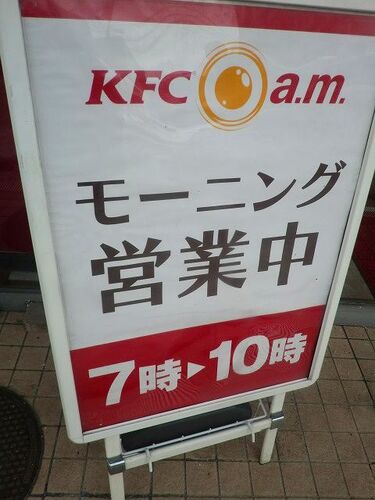 KFC a.m.
モーニング
営業中
7時▶10時